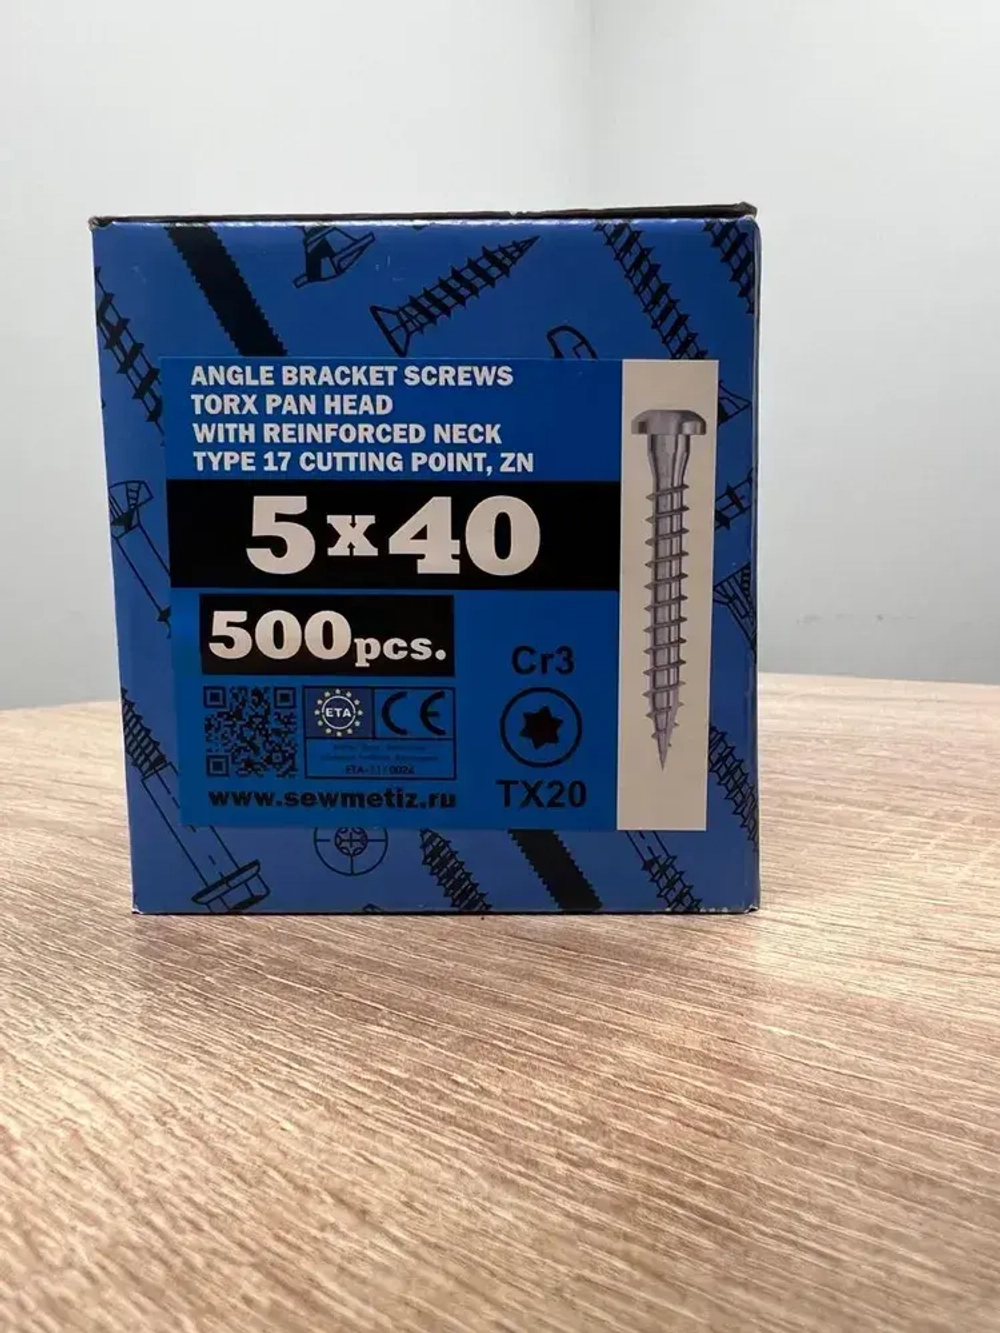 ANGLE BRACKET SCREWS
TORX PAN HEAD
WITH REINFORCED NECK
TYPE 17 CUTTING POINT, ZN
5x40
500pcs.
Cr3
ETA CE
www.sewmetiz.ru
TX20